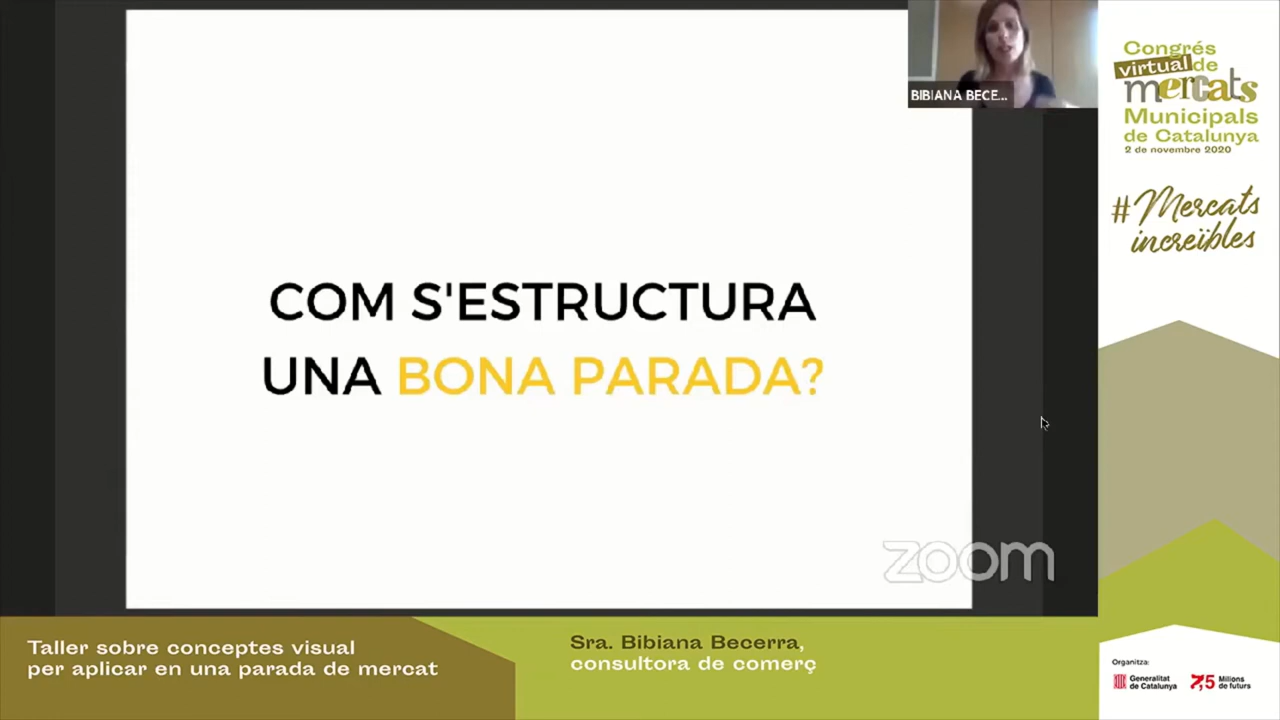 COM S'ESTRUCTURA
UNA BONA PARADA?
BIBIANA BECE...
zoom
Congrés
virtual de
mercats
Municipals
de Catalunya
2 de novembre 2020
#Mercats
increïbles
Taller sobre conceptes visual
per aplicar en una parada de mercat
Sra. Bibiana Becerra,
consultora de comerç
Organitza:
Generalitat
de Catalunya
7,5 Milions
de futurs